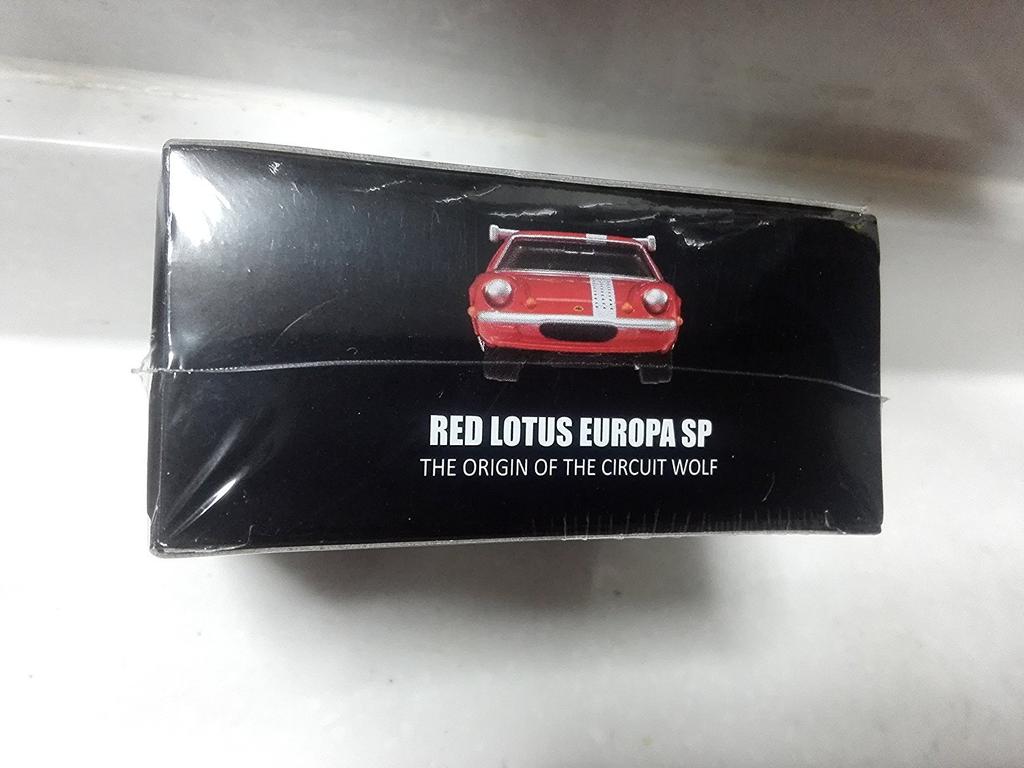 RED LOTUS EUROPA SP
THE ORIGIN OF THE CIRCUIT WOLF